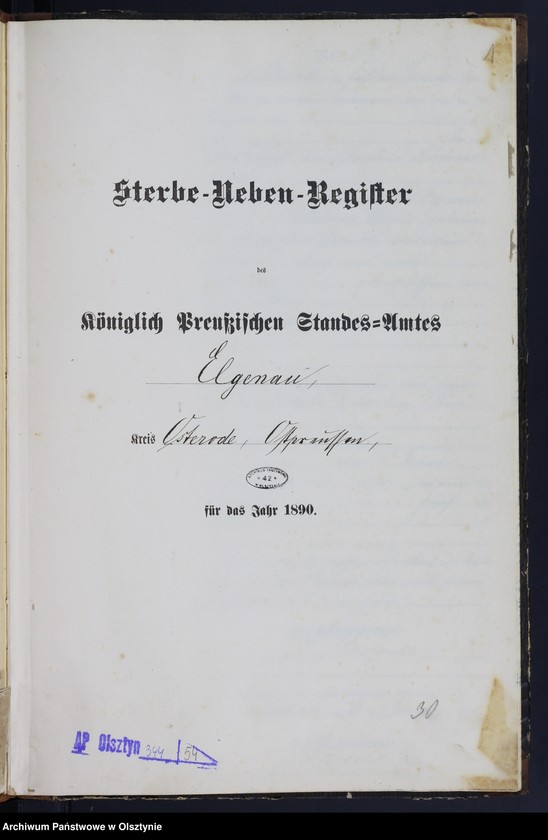 1
Sterbe-Neben-Register
des
Königlich Preußischen Standes-Amtes
Elgenau,
Kreis Osterode, Ostpreussen,
42
für das Jahr 1890.
30
AP Olsztyn 344/54
Archiwum Państwowe w Olsztynie